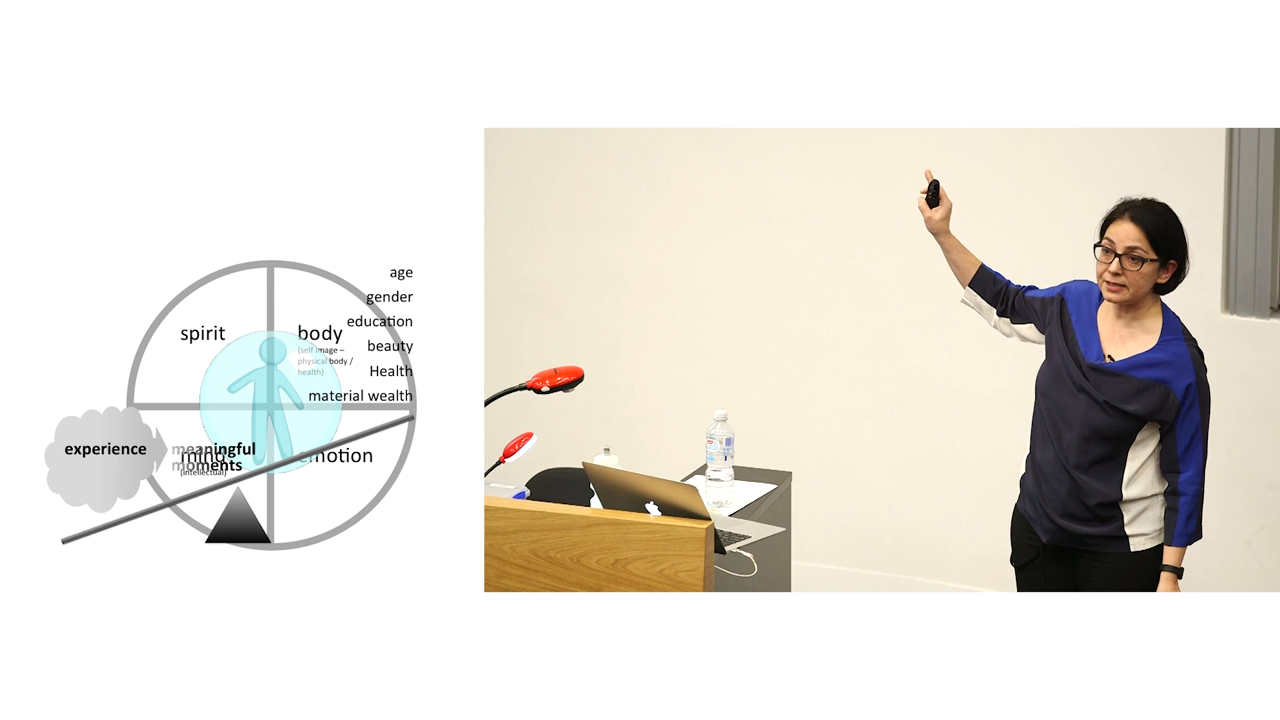 age
gender
education
beauty
Health
material wealth
spirit
body
(self image –
physical body /
health)
experience
meaningful
moments
mind
(intellectual)
emotion